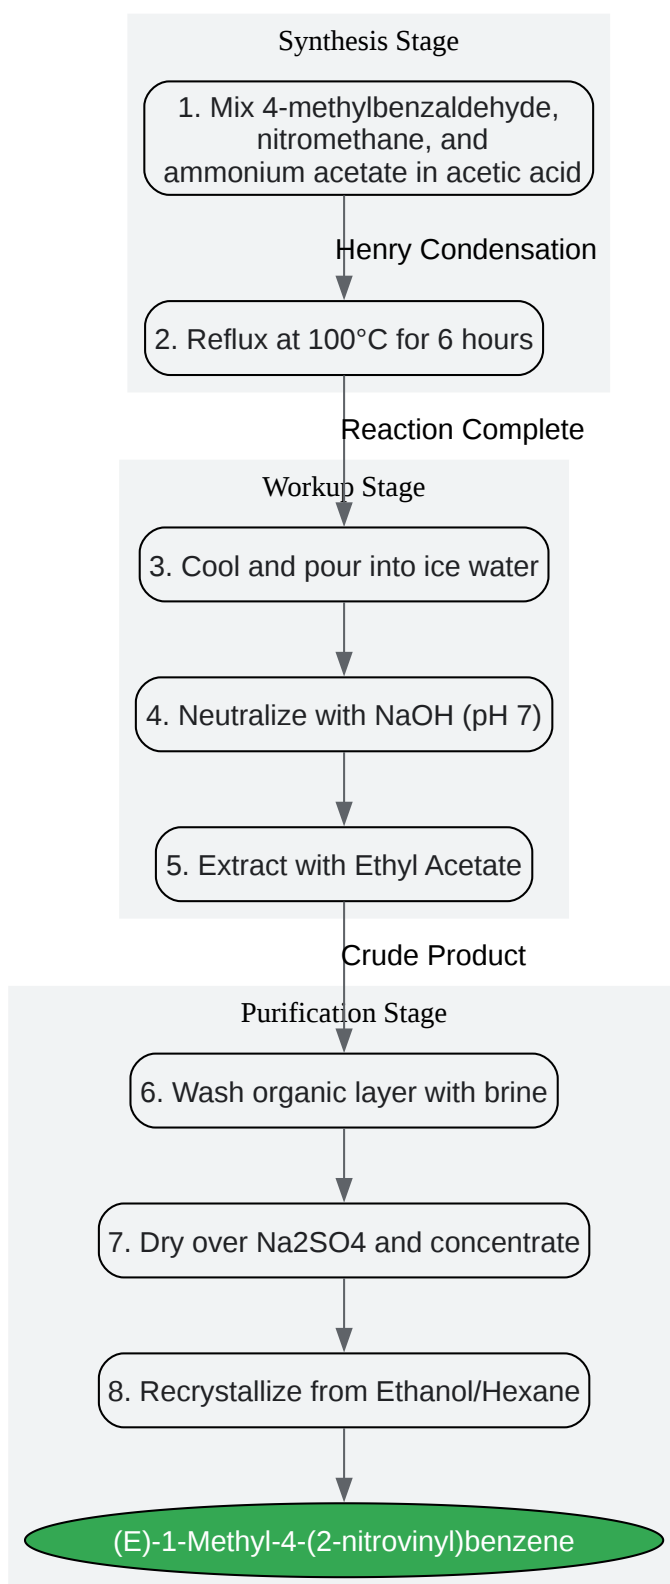 Synthesis Stage
1. Mix 4-methylbenzaldehyde,
nitromethane, and
ammonium acetate in acetic acid
Henry Condensation
2. Reflux at 100°C for 6 hours
Reaction Complete
Workup Stage
3. Cool and pour into ice water
4. Neutralize with NaOH (pH 7)
5. Extract with Ethyl Acetate
Crude Product
Purification Stage
6. Wash organic layer with brine
7. Dry over Na2SO4 and concentrate
8. Recrystallize from Ethanol/Hexane
(E)-1-Methyl-4-(2-nitrovinyl)benzene